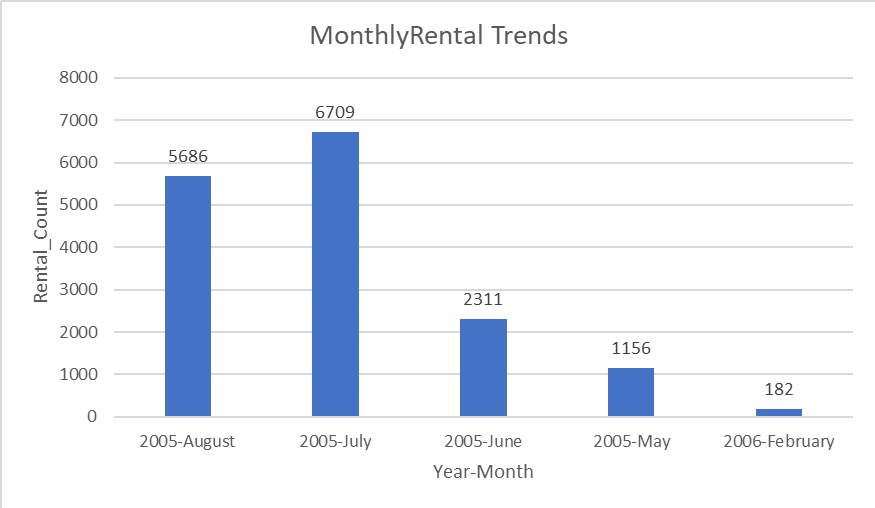 MonthlyRental Trends
8000
7000
6000
5000
4000
3000
2000
1000
0
Rental_Count
5686
6709
2311
1156
182
2005-August
2005-July
2005-June
2005-May
2006-February
Year-Month